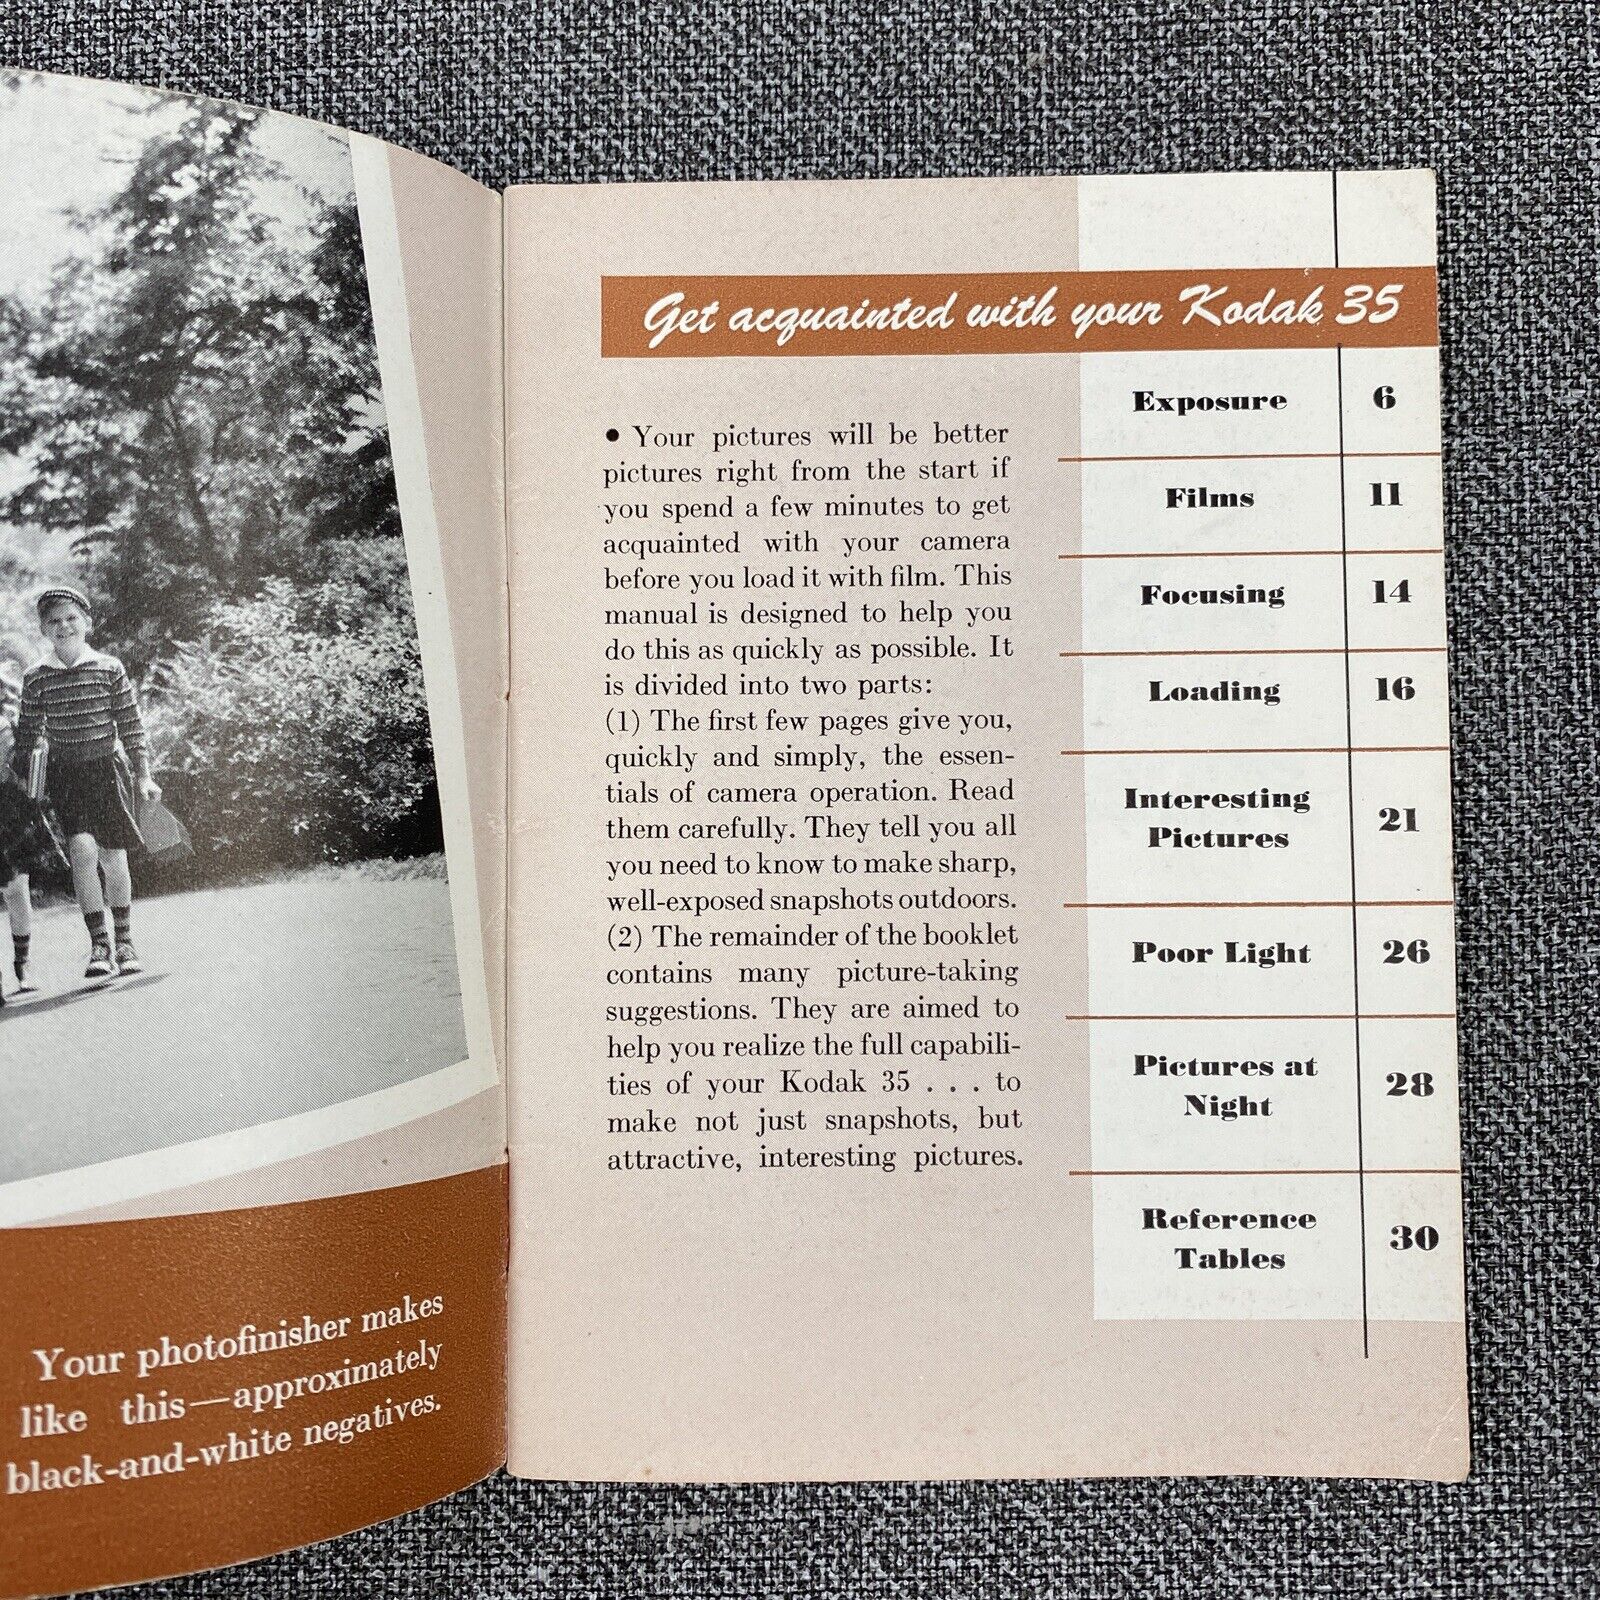 Your photofinisher makes
like this—approximately
black-and-white negatives.
Get acquainted with your Kodak 35
• Your pictures will be better
pictures right from the start if
you spend a few minutes to get
acquainted with your camera
before you load it with film. This
manual is designed to help you
do this as quickly as possible. It
is divided into two parts:
(1) The first few pages give you,
quickly and simply, the essen-
tials of camera operation. Read
them carefully. They tell you all
you need to know to make sharp,
well-exposed snapshots outdoors.
(2) The remainder of the booklet
contains many picture-taking
suggestions. They are aimed to
help you realize the full capabili-
ties of your Kodak 35 . . . to
make not just snapshots, but
attractive, interesting pictures.
Exposure 6
Films 11
Focusing 14
Loading 16
Interesting
Pictures 21
Poor Light 26
Pictures at
Night 28
Reference
Tables 30